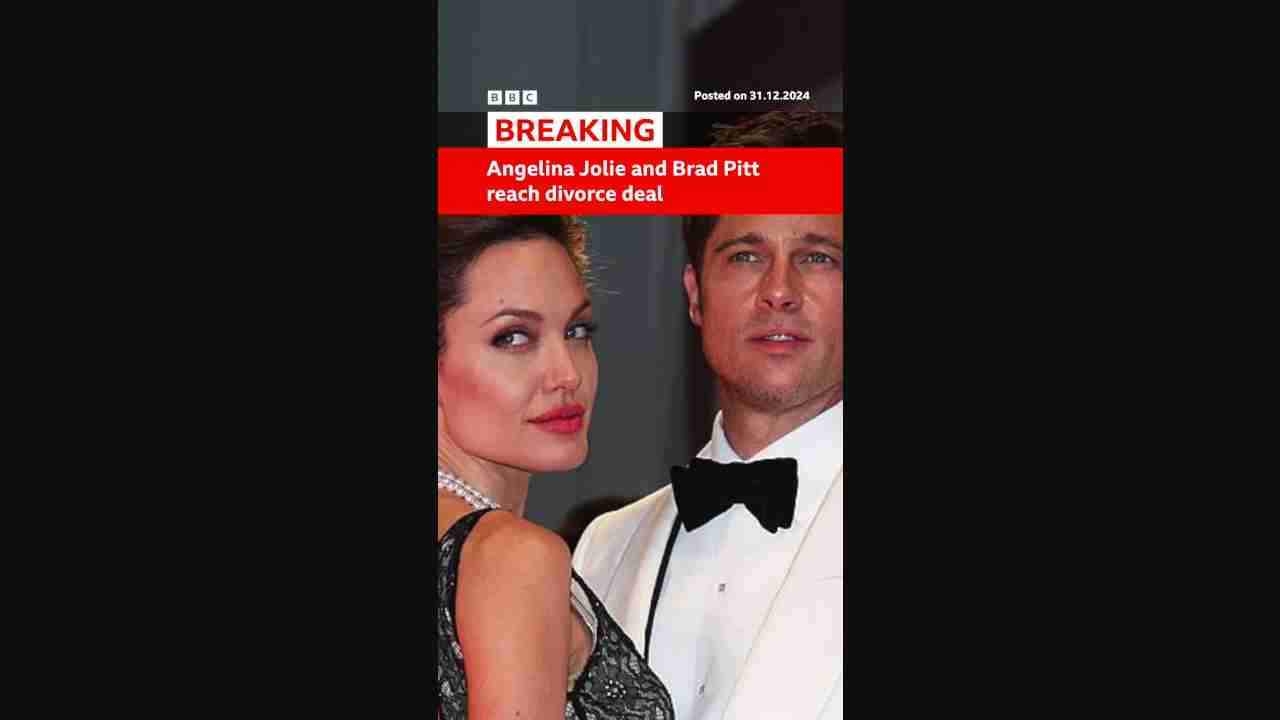 BBC
Posted on 31.12.2024
BREAKING
Angelina Jolie and Brad Pitt
reach divorce deal